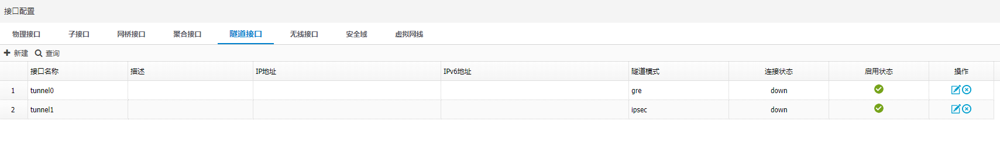 接口配置
物理接口 子接口 网桥接口 聚合接口 隧道接口 无线接口 安全域 虚拟网线
新建 查询
接口名称 描述 IP地址 IPv6地址 隧道模式 连接状态 启用状态 操作
1 tunnel0 gre down
2 tunnel1 ipsec down